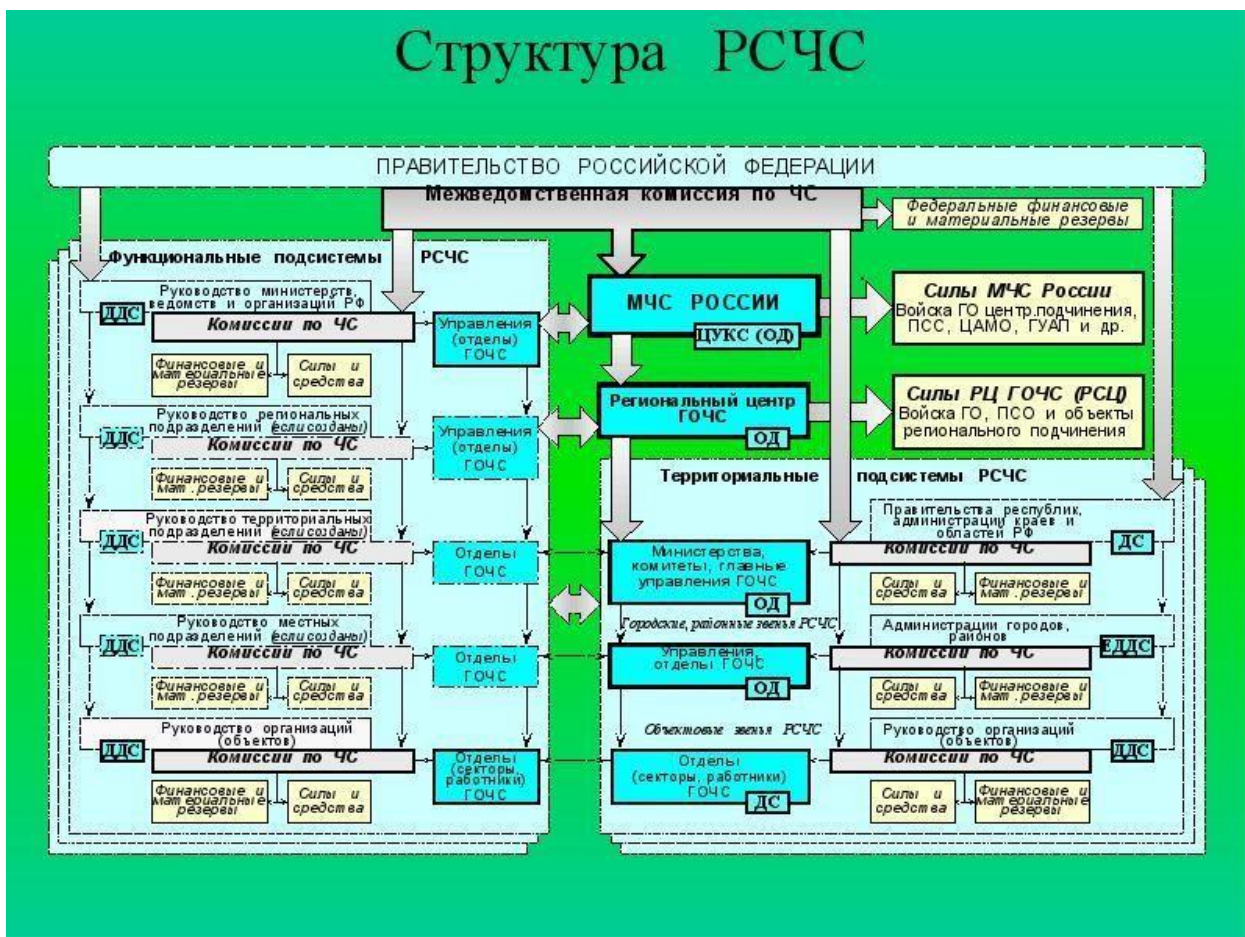 Структура РСЧС
ПРАВИТЕЛЬСТВО РОССИЙСКОЙ ФЕДЕРАЦИИ
Межведомственная комиссия по ЧС
Федеральные финансовые
и материальные резервы
Функциональные подсистемы РСЧС
Руководство министерств,
ведомств и организаций РФ
ДДС
Комиссии по ЧС
Финансовые и
материальные
резервы
Силы и
средства
Управления
(отделы)
ГОЧС
Руководство региональных
подразделений (если созданы)
ДДС
Комиссии по ЧС
Финансовые и
мат.резервы
Силы и
средства
Управления
(отделы)
ГОЧС
Руководство территориальных
подразделений (если созданы)
ДДС
Комиссии по ЧС
Финансовые и
мат.резервы
Силы и
средства
Отделы
ГОЧС
Руководство местных
подразделений (если созданы)
ДДС
Комиссии по ЧС
Финансовые и
мат.резервы
Силы и
средства
Отделы
ГОЧС
Руководство организаций
(объектов)
ДДС
Комиссии по ЧС
Финансовые и
материальные
резервы
Силы и
средства
Отделы
(секторы,
работники)
ГОЧС
МЧС РОССИИ
ЦУКС (ОД)
Силы МЧС России
Войска ГО центр.подчинения,
ПСС, ЦАМО, ГУАП и др.
Региональный центр
ГОЧС
ОД
Силы РЦ ГОЧС (РСЦ)
Войска ГО, ПСО и объекты
регионального подчинения
Территориальные подсистемы РСЧС
Министерства,
комитеты, главные
управления ГОЧС
ОД
Правительства республик,
администрации краев и
областей РФ
ДС
Комиссии по ЧС
Силы и
средства
Финансовые и
мат.резервы
Городские, районные звенья РСЧС
Управления,
отделы ГОЧС
ОД
Администрации городов,
районов
ЕДДС
Комиссии по ЧС
Силы и
средства
Финансовые и
мат.резервы
Объектовые звенья РСЧС
Отделы
(секторы, работники)
ГОЧС
ДС
Руководство организаций
(объектов)
ДДС
Комиссии по ЧС
Силы и
средства
Финансовые и
материальные
резервы